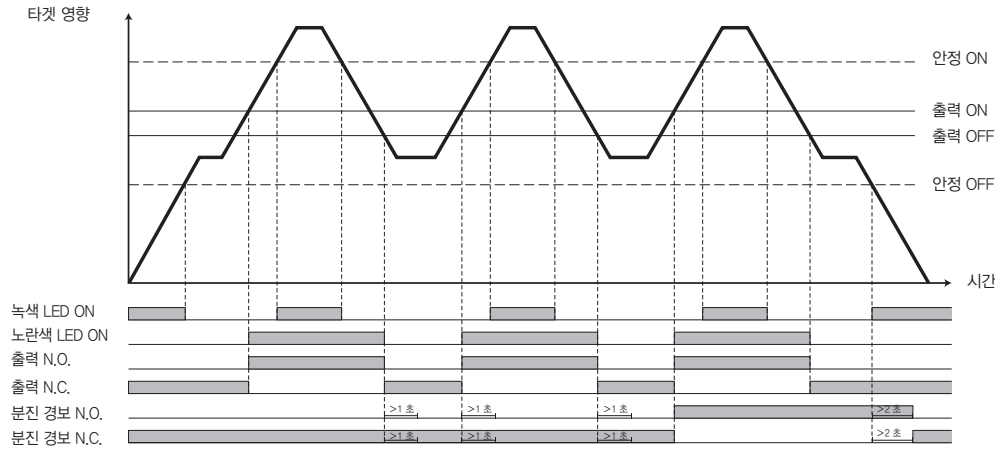 타겟 영향
안정 ON
출력 ON
출력 OFF
안정 OFF
시간
녹색 LED ON
노란색 LED ON
출력 N.O.
출력 N.C.
분진 경보 N.O.
>1 초
>1 초
>1 초
>2 초
분진 경보 N.C.
>1 초
>1 초
>1 초
>2 초